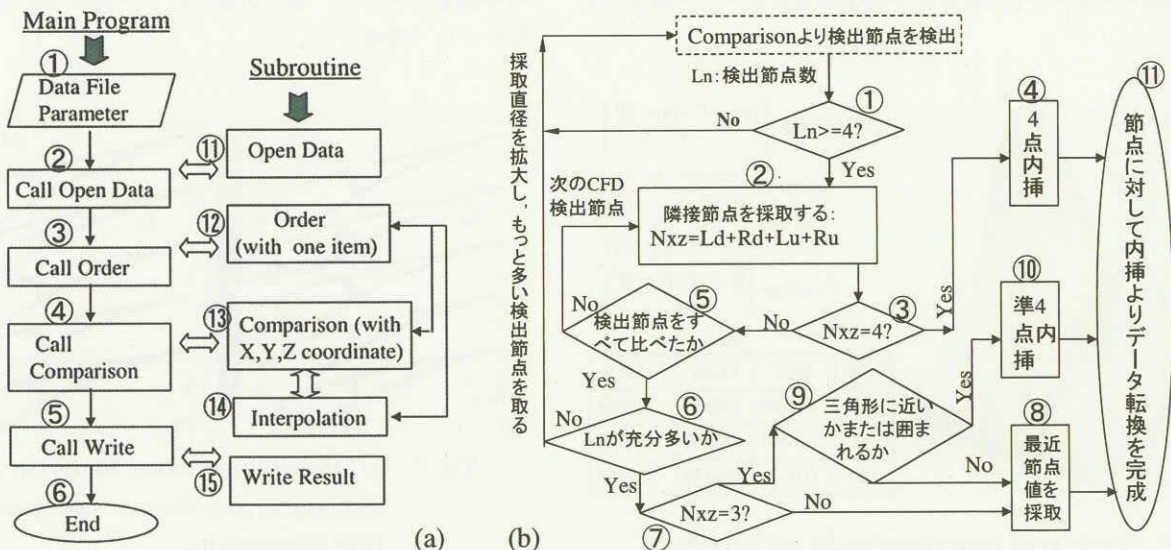 Main Program
①
Data File
Parameter
②
Call Open Data
③
Call Order
④
Call
Comparison
⑤
Call Write
⑥
End
Subroutine
⑪
Open Data
⑫
Order
(with one item)
⑬
Comparison (with
X,Y,Z coordinate)
⑭
Interpolation
⑮
Write Result
(a)
(b)
採取直径を拡大し,もっと多い検出節点を取る
Comparisonより検出節点を検出
Ln:検出節点数
①
Ln>=4?
No
Yes
②
次のCFD
検出節点
隣接節点を採取する:
Nxz=Ld+Rd+Lu+Ru
③
Nxz=4?
No
Yes
④
4点内挿
⑤
検出節点をす
べて比べたか
No
Yes
⑥
Lnが充分多いか
No
Yes
⑦
Nxz=3?
Yes
No
⑨
三角形に近い
かまたは囲ま
れるか
Yes
No
⑩
準4
点内
挿
⑧
最近
節点
値を
採取
⑪
節点に対して内挿よりデータ転換を完成